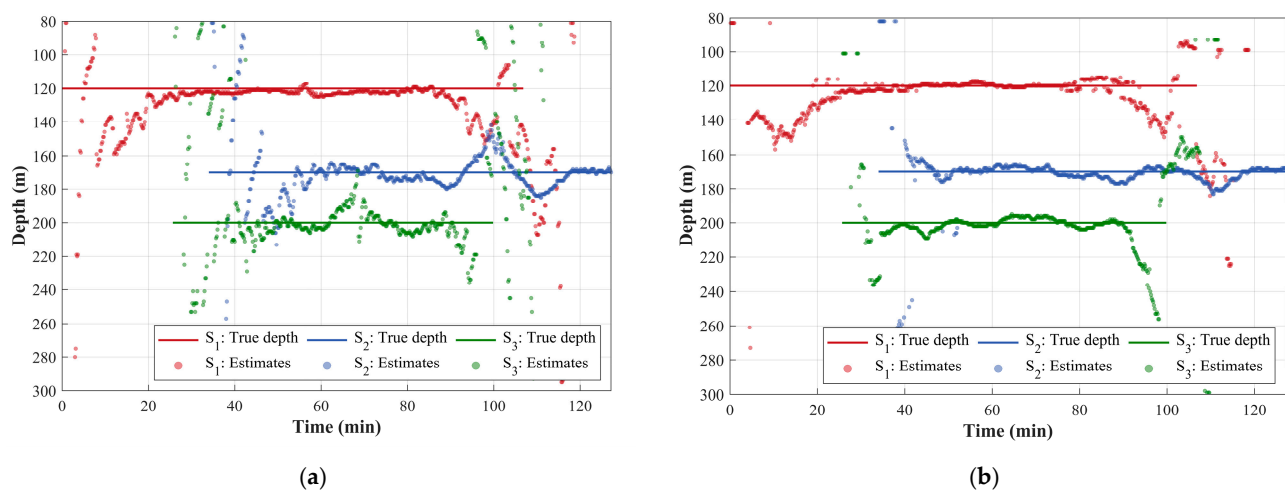 80
100
120
140
160
180
200
220
240
260
280
300
Depth (m)
S1: True depth S2: True depth S3: True depth
S1: Estimates S2: Estimates S3: Estimates
0 20 40 60 80 100 120
Time (min)
(a)
80
100
120
140
160
180
200
220
240
260
280
300
Depth (m)
S1: True depth S2: True depth S3: True depth
S1: Estimates S2: Estimates S3: Estimates
0 20 40 60 80 100 120
Time (min)
(b)